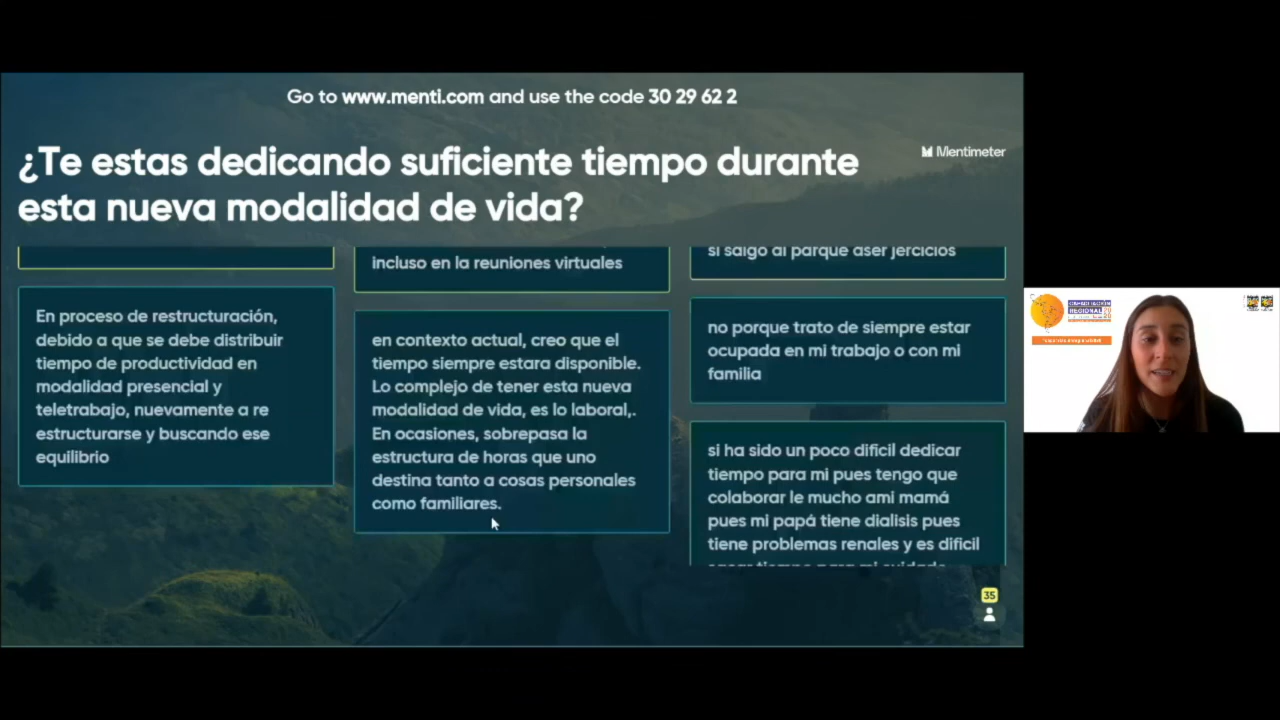 Go to www.menti.com and use the code 30 29 62 2
¿Te estas dedicando suficiente tiempo durante
esta nueva modalidad de vida?
Mentimeter
En proceso de restructuración,
debido a que se debe distribuir
tiempo de productividad en
modalidad presencial y
teletrabajo, nuevamente a re
estructurarse y buscando ese
equilibrio
incluso en la reuniones virtuales
en contexto actual, creo que el
tiempo siempre estara disponible.
Lo complejo de tener esta nueva
modalidad de vida, es lo laboral,.
En ocasiones, sobrepasa la
estructura de horas que uno
destina tanto a cosas personales
como familiares.
si salgo al parque aser jercicios
no porque trato de siempre estar
ocupada en mi trabajo o con mi
familia
si ha sido un poco dificil dedicar
tiempo para mi pues tengo que
colaborar le mucho ami mamá
pues mi papá tiene dialisis pues
tiene problemas renales y es dificil
35
REGIONAL